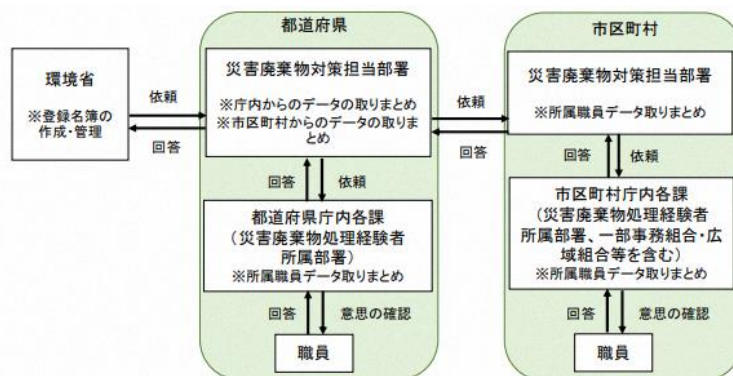 都道府県
市区町村
環境省
※登録名簿の
作成・管理
依頼
回答
災害廃棄物対策担当部署
※庁内からのデータの取りまとめ
※市区町村からのデータの取りま
とめ
依頼
回答
災害廃棄物対策担当部署
※所属職員データ取りまとめ
回答
依頼
回答
依頼
都道府県庁内各課
(災害廃棄物処理経験者
所属部署)
※所属職員データ取りまとめ
市区町村庁内各課
(災害廃棄物処理経験者
所属部署、一部事務組合・広
域組合等を含む)
※所属職員データ取りまとめ
回答
意思の確認
回答
意思の確認
職員
職員